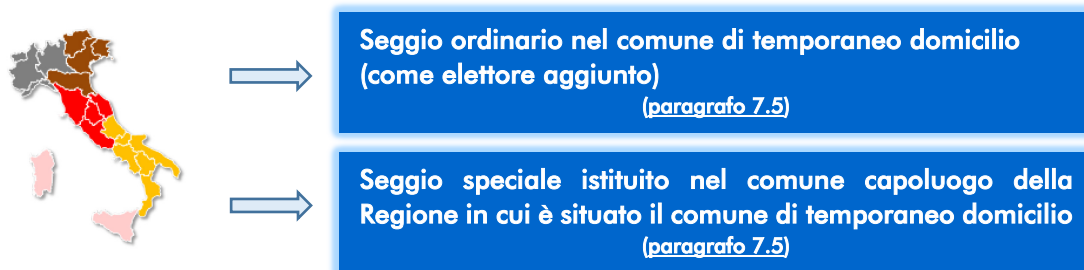 Seggio ordinario nel comune di temporaneo domicilio
(come elettore aggiunto)
(paragrafo 7.5)
Seggio speciale istituito nel comune capoluogo della
Regione in cui è situato il comune di temporaneo domicilio
(paragrafo 7.5)